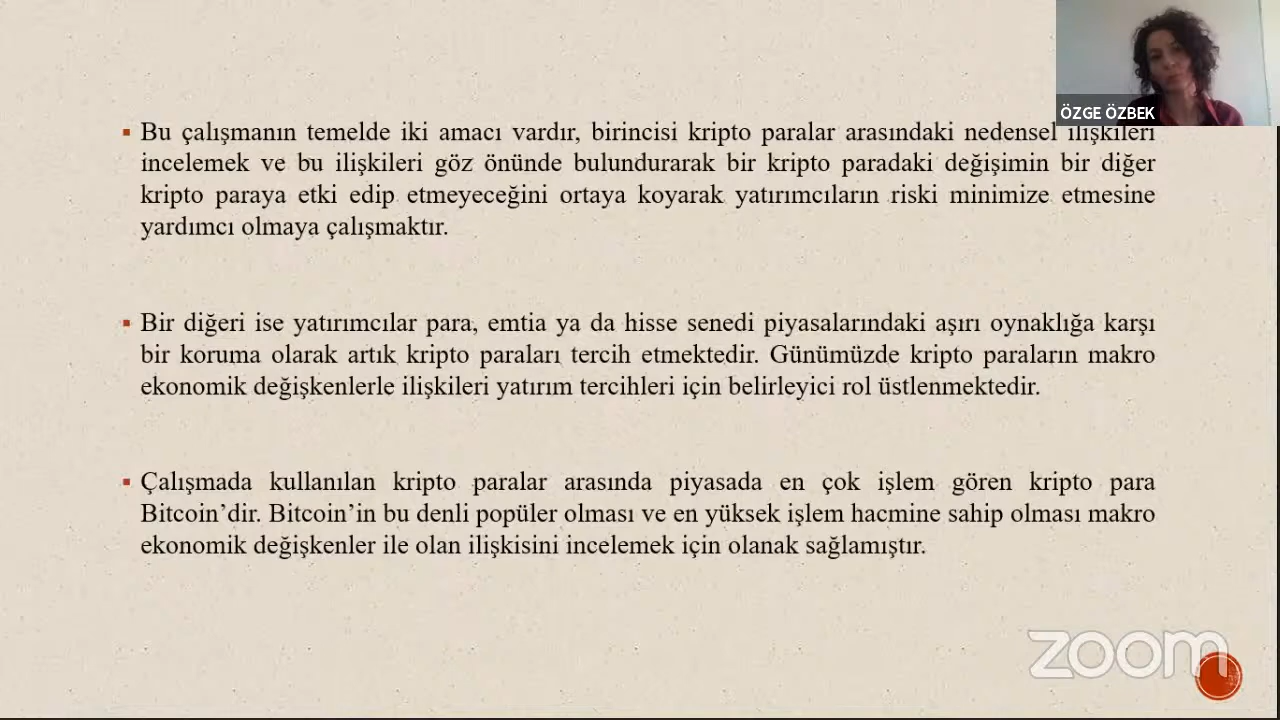 ÖZGE ÖZBEK
Bu çalışmanın temelde iki amacı vardır, birincisi kripto paralar arasındaki nedensel ilişkileri
incelemek ve bu ilişkileri göz önünde bulundurarak bir kripto paradaki değişimin bir diğer
kripto paraya etki edip etmeyeceğini ortaya koyarak yatırımcıların riski minimize etmesine
yardımcı olmaya çalışmaktır.
Bir diğeri ise yatırımcılar para, emtia ya da hisse senedi piyasalarındaki aşırı oynaklığa karşı
bir koruma olarak artık kripto paraları tercih etmektedir. Günümüzde kripto paraların makro
ekonomik değişkenlerle ilişkileri yatırım tercihleri için belirleyici rol üstlenmektedir.
Çalışmada kullanılan kripto paralar arasında piyasada en çok işlem gören kripto para
Bitcoin’dir. Bitcoin’in bu denli popüler olması ve en yüksek işlem hacmine sahip olması makro
ekonomik değişkenler ile olan ilişkisini incelemek için olanak sağlamıştır.
zoom